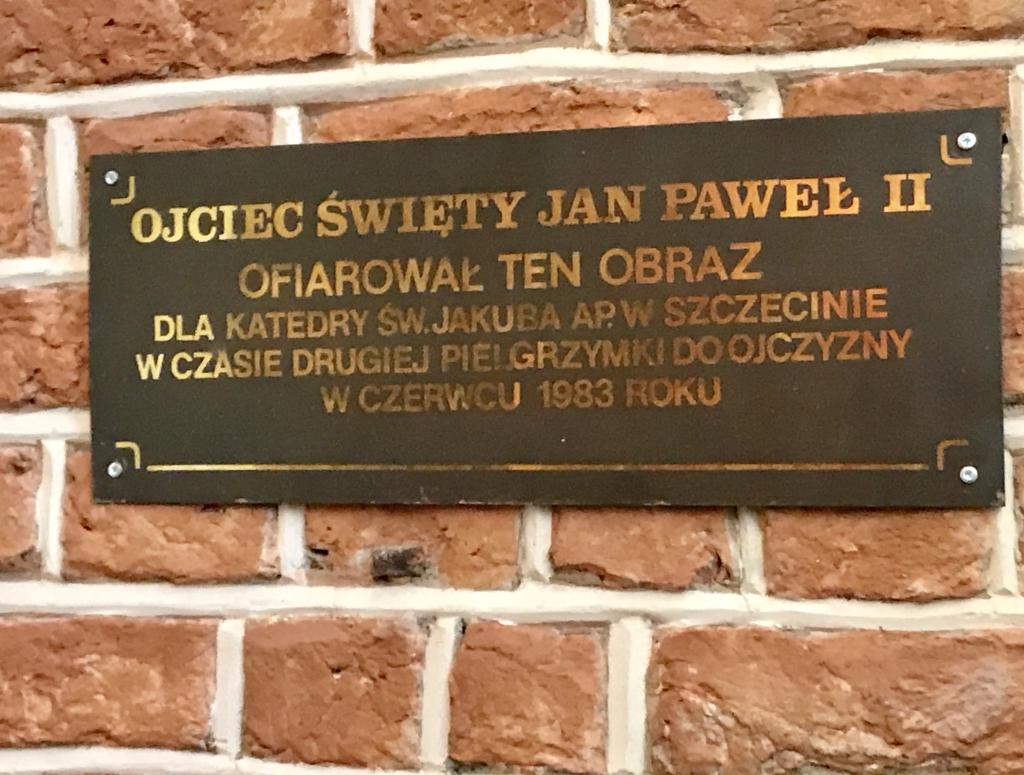 OJCIEC ŚWIĘTY JAN PAWEŁ II
OFIAROWAŁ TEN OBRAZ
DLA KATEDRY ŚW. JAKUBA AP. W SZCZECINIE
W CZASIE DRUGIEJ PIELGRZYMKI DO OJCZYZNY
W CZERWCU 1983 ROKU